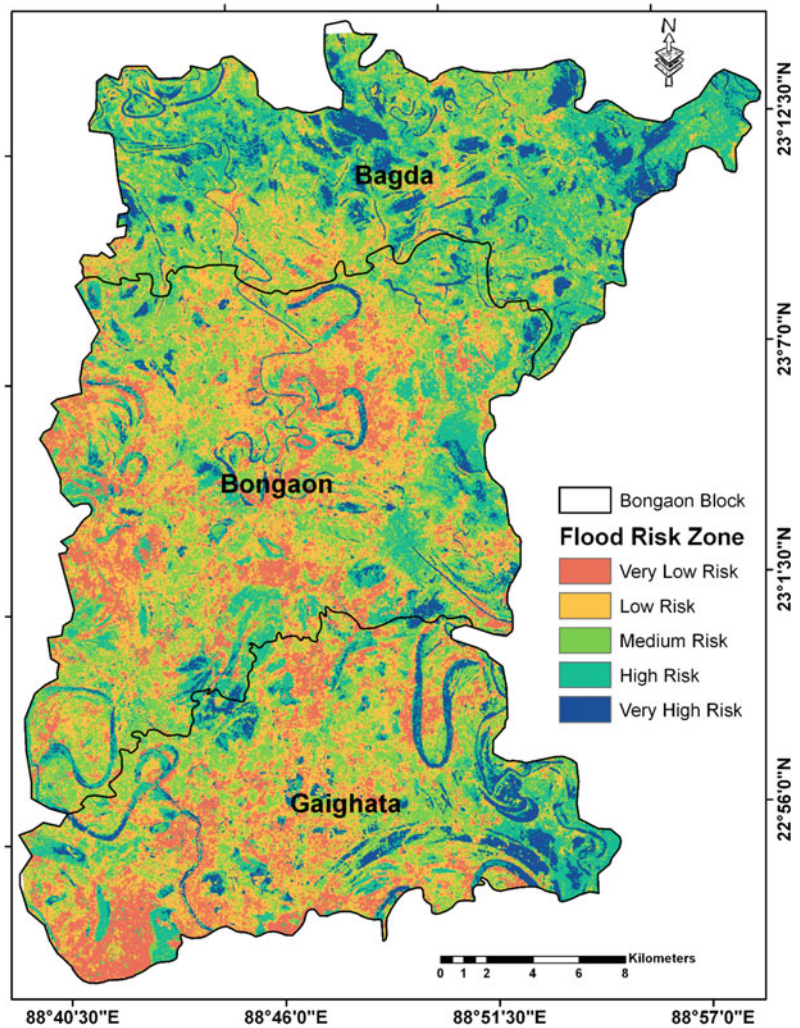 N
23°12'30"N
Bagda
23°7'0"N
Bongaon
Bongaon Block
Flood Risk Zone
Very Low Risk
Low Risk
Medium Risk
High Risk
Very High Risk
23°1'30"N
Gaighata
22°56'0"N
Kilometers
0 1 2 4 6 8
88°40'30"E 88°46'0"E 88°51'30"E 88°57'0"E